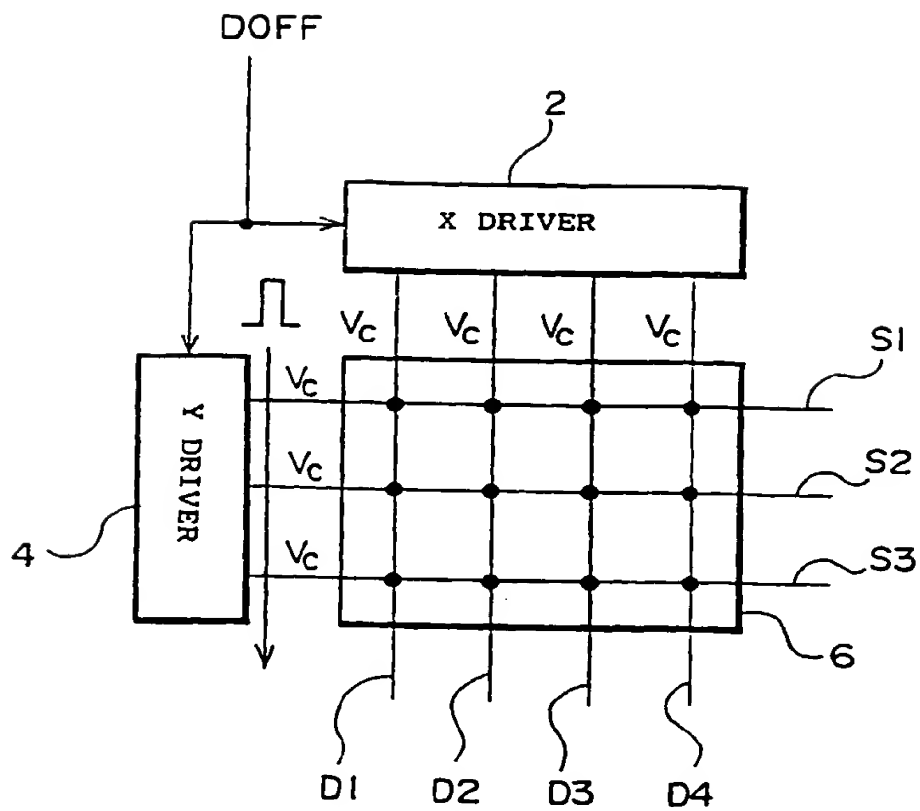 DOFF
2
X DRIVER
Vc Vc Vc Vc
S1
Vc
Y DRIVER
Vc
S2
4
Vc
S3
6
D1 D2 D3 D4